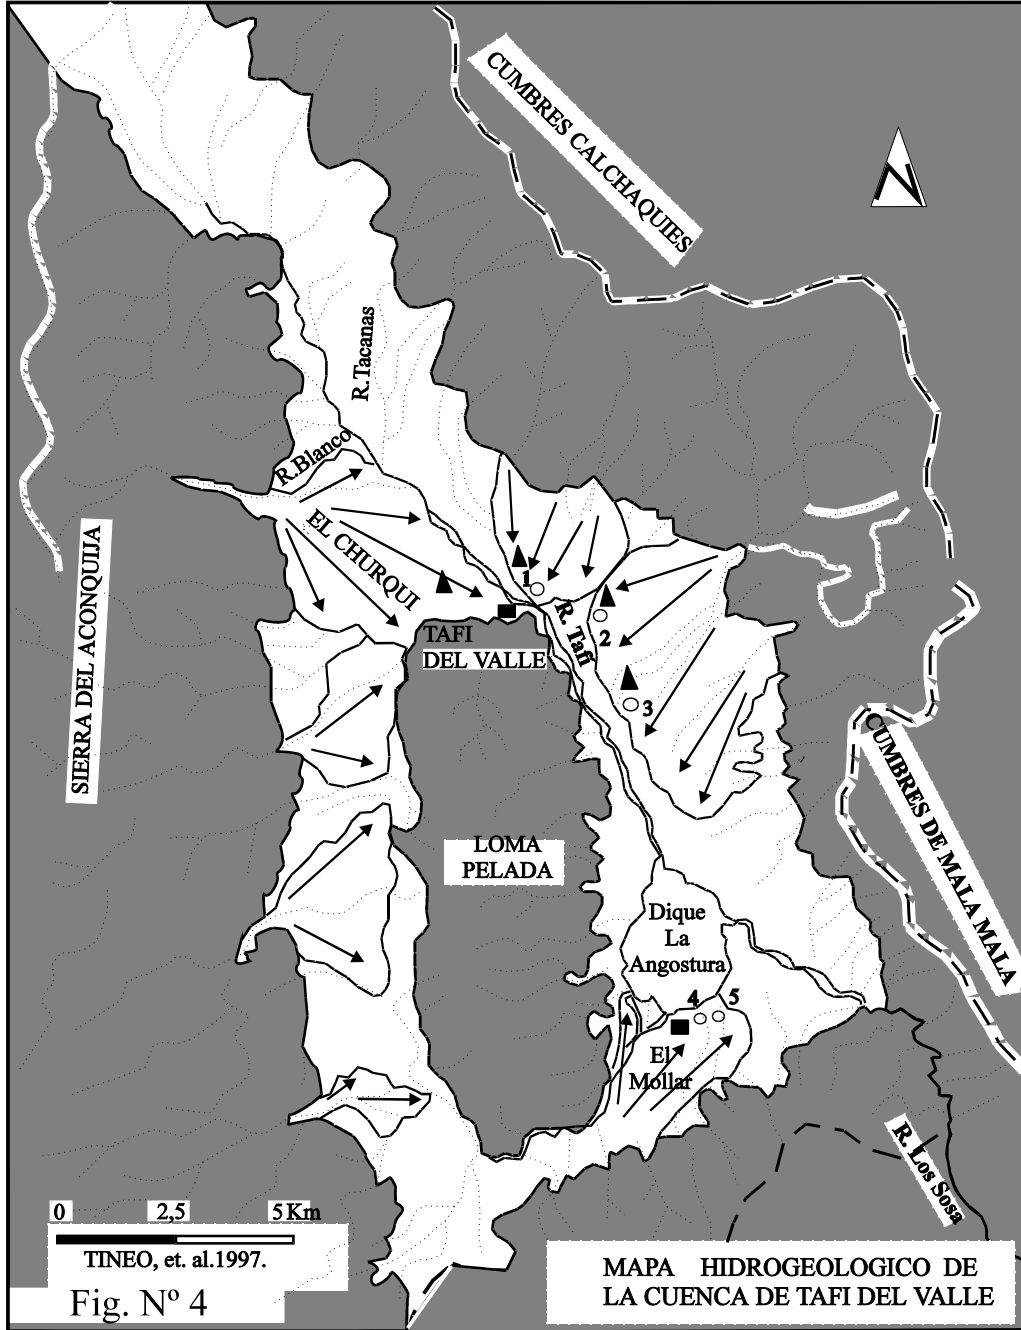 CUMBRES CALCHAQUIES
N
R. Tacanas
R. Blanco
EL CHURQUI
SIERRA DEL ACONQUIJA
1
R. Tafi
2
TAFI
DEL VALLE
3
CUMBRES DE MALA MALA
LOMA
PELADA
Dique
La
Angostura
4
5
El
Mollar
R. Los Sosa
0 2,5 5 Km
TINEO, et. al.1997.
Fig. Nº 4
MAPA HIDROGEOLOGICO DE
LA CUENCA DE TAFI DEL VALLE